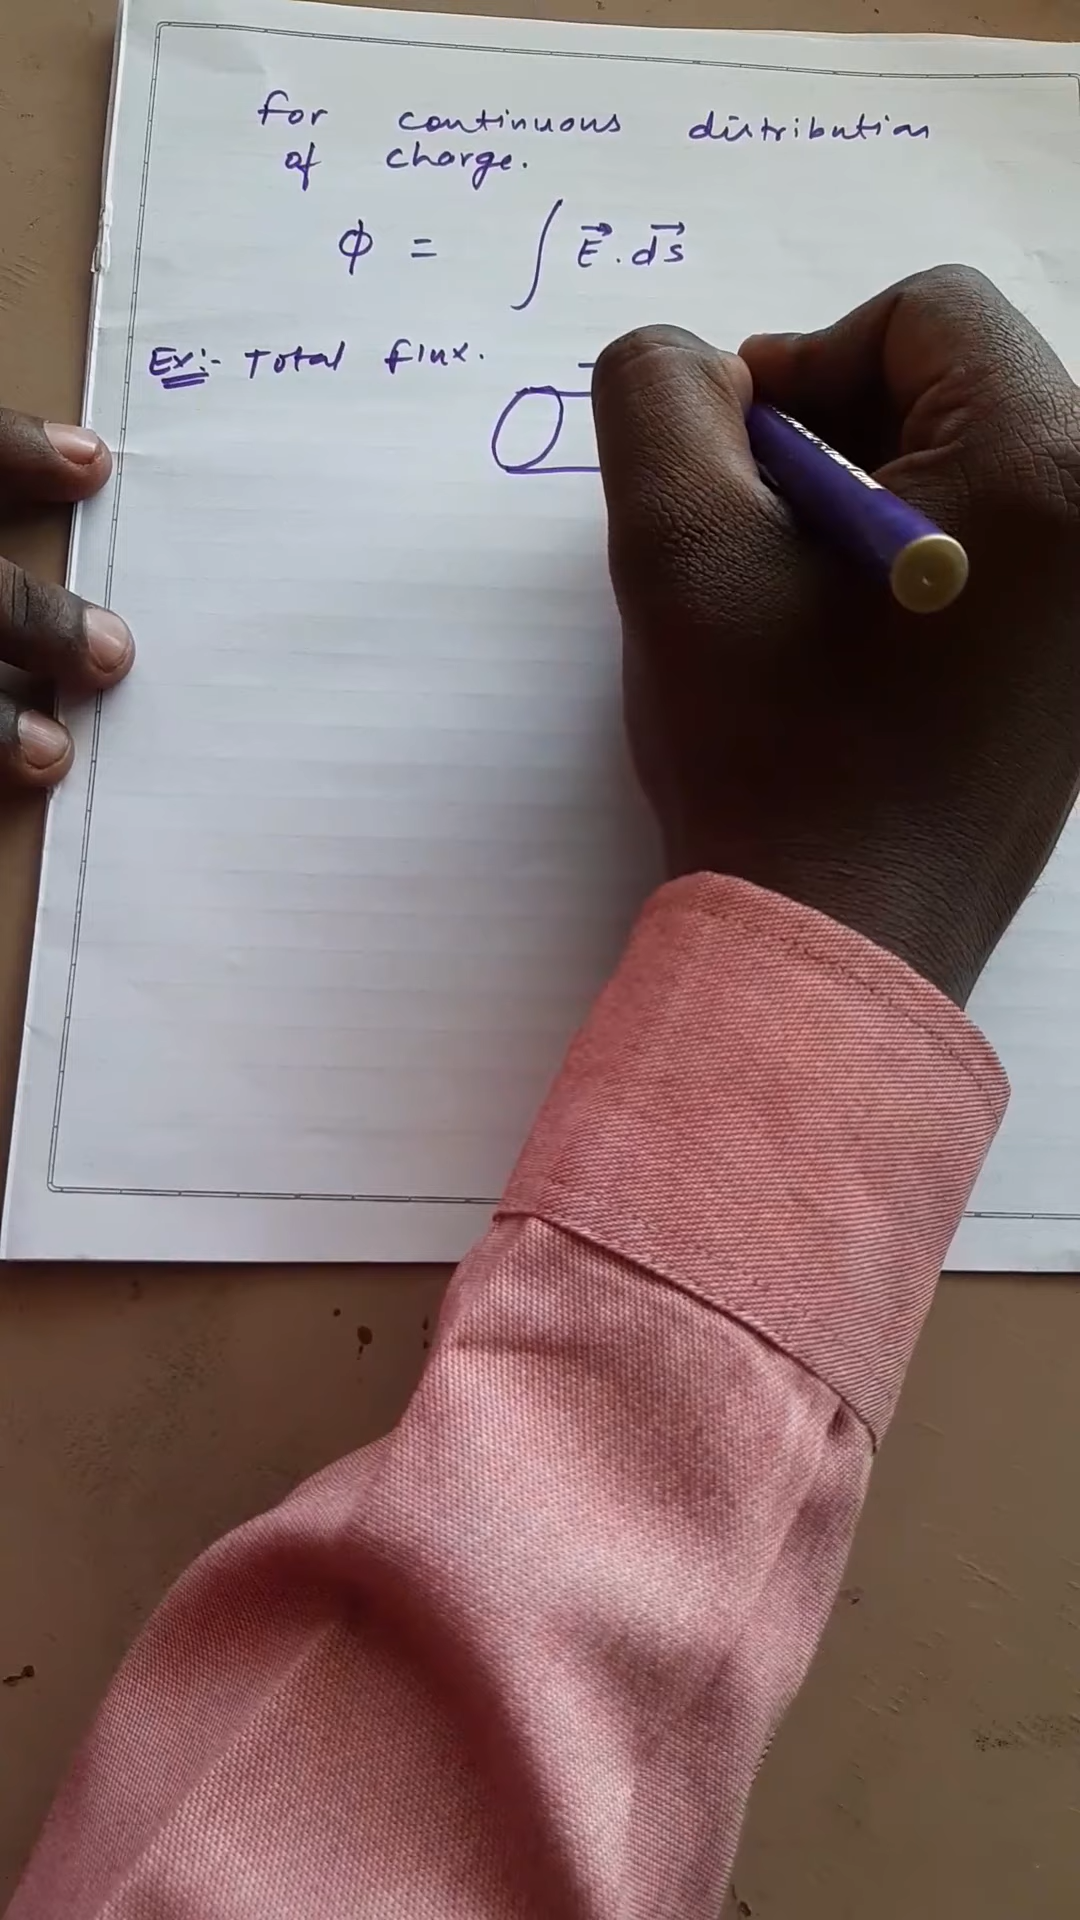 for continuous distribution
of charge.
ϕ = ∫ E⃗ . ds⃗
Ex:- Total flux.